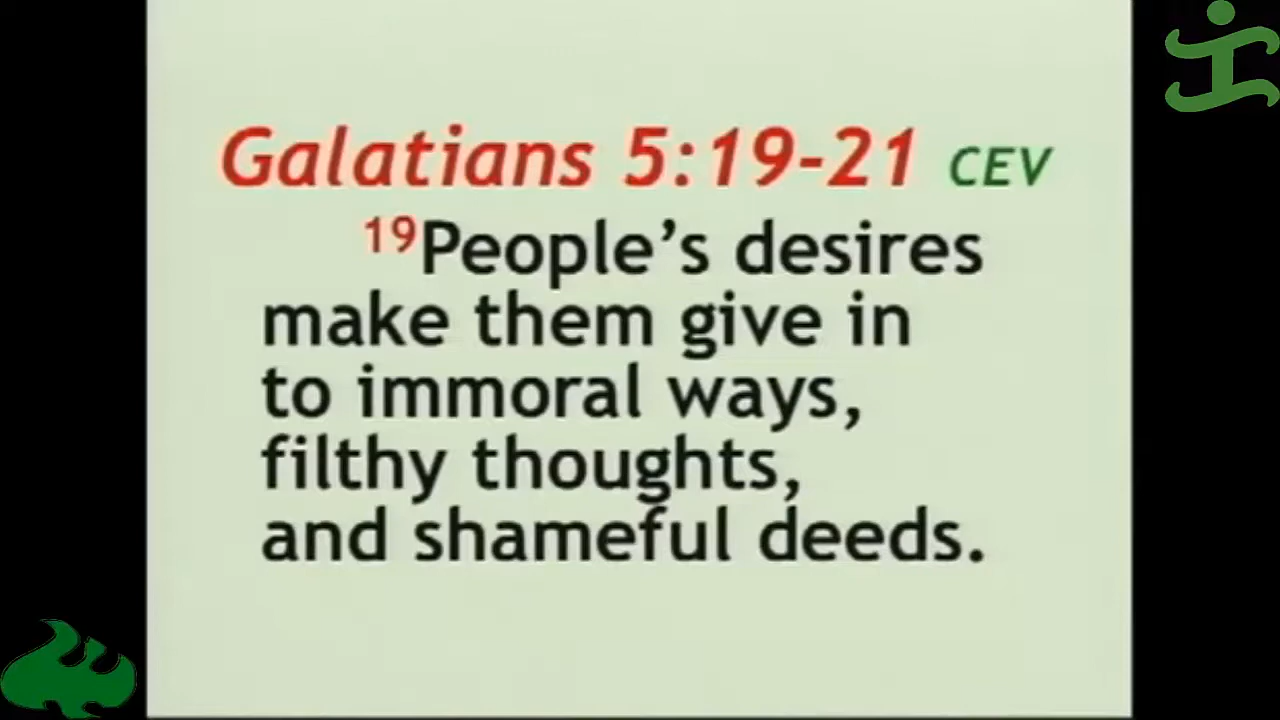 Galatians 5:19-21 CEV
19People’s desires
make them give in
to immoral ways,
filthy thoughts,
and shameful deeds.